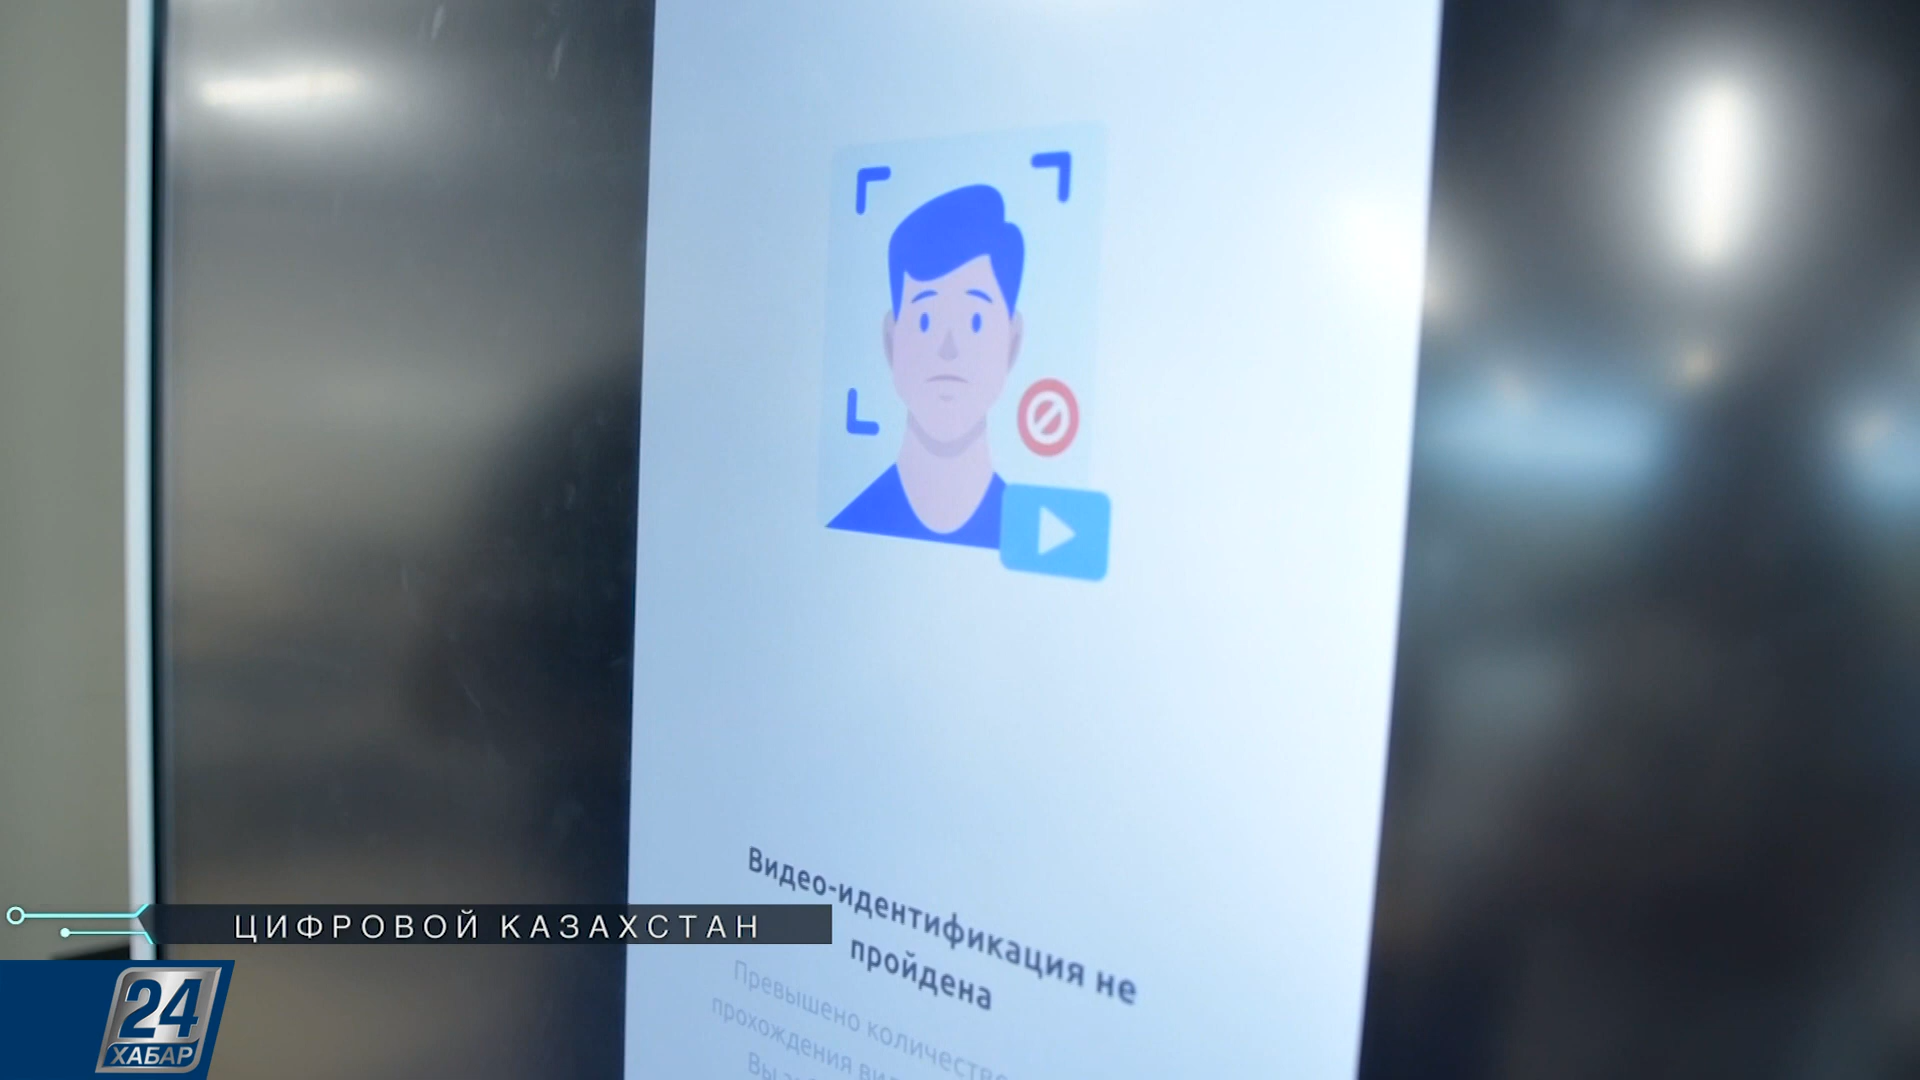 Видео-идентификация не
пройдена
Превышено количество
прохождения
ЦИФРОВОЙ КАЗАХСТАН
24
ХАБАР